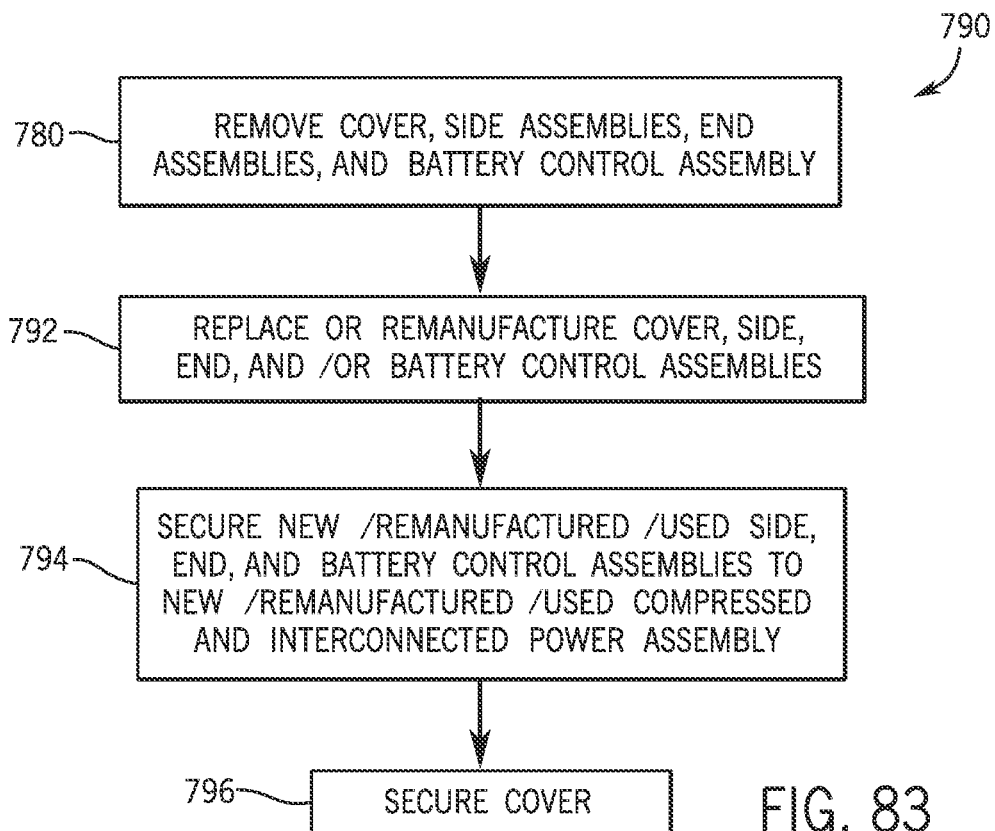 790
780
REMOVE COVER, SIDE ASSEMBLIES, END
ASSEMBLIES, AND BATTERY CONTROL ASSEMBLY
792
REPLACE OR REMANUFACTURE COVER, SIDE,
END, AND /OR BATTERY CONTROL ASSEMBLIES
794
SECURE NEW /REMANUFACTURED /USED SIDE,
END, AND BATTERY CONTROL ASSEMBLIES TO
NEW /REMANUFACTURED /USED COMPRESSED
AND INTERCONNECTED POWER ASSEMBLY
796
SECURE COVER
FIG. 83